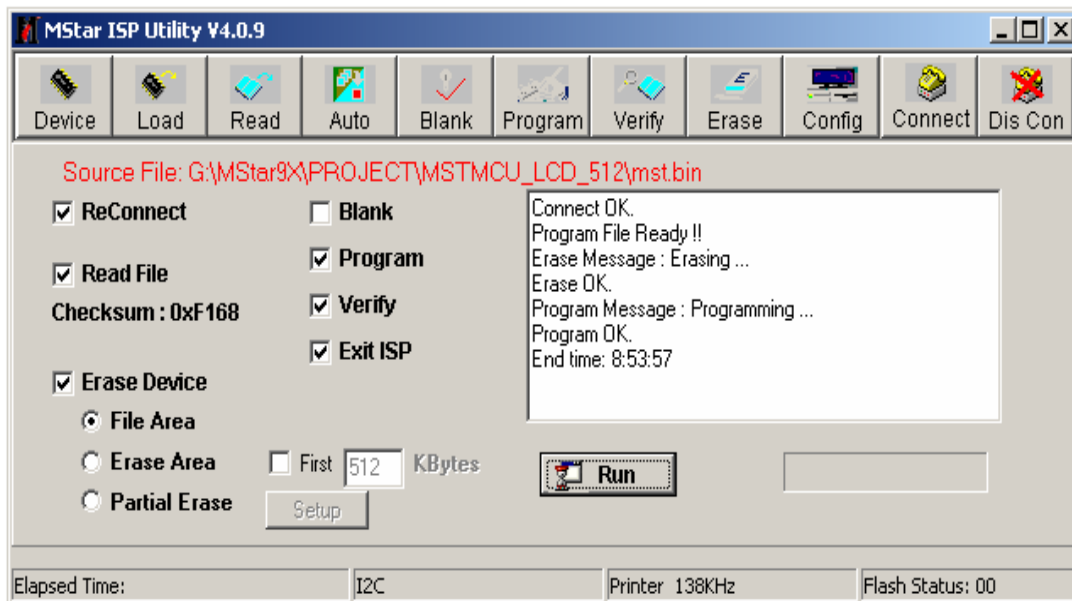 MStar ISP Utility V4.0.9
Device Load Read Auto Blank Program Verify Erase Config Connect Dis Con
Source File: G:\MStar9X\PROJECT\MSTMCU_LCD_512\mst.bin
ReConnect
Read File
Checksum : 0xF168
Erase Device
File Area
Erase Area
Partial Erase
Blank
Program
Verify
Exit ISP
First 512 KBytes
Setup
Connect OK.
Program File Ready !!
Erase Message : Erasing ...
Erase OK.
Program Message : Programming ...
Program OK.
End time: 8:53:57
Run
Elapsed Time: I2C Printer 138KHz Flash Status: 00